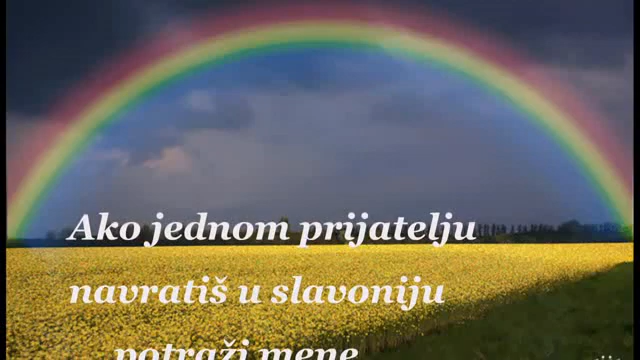 Ako jednom prijatelju
navratiš u slavoniju
potraži mene